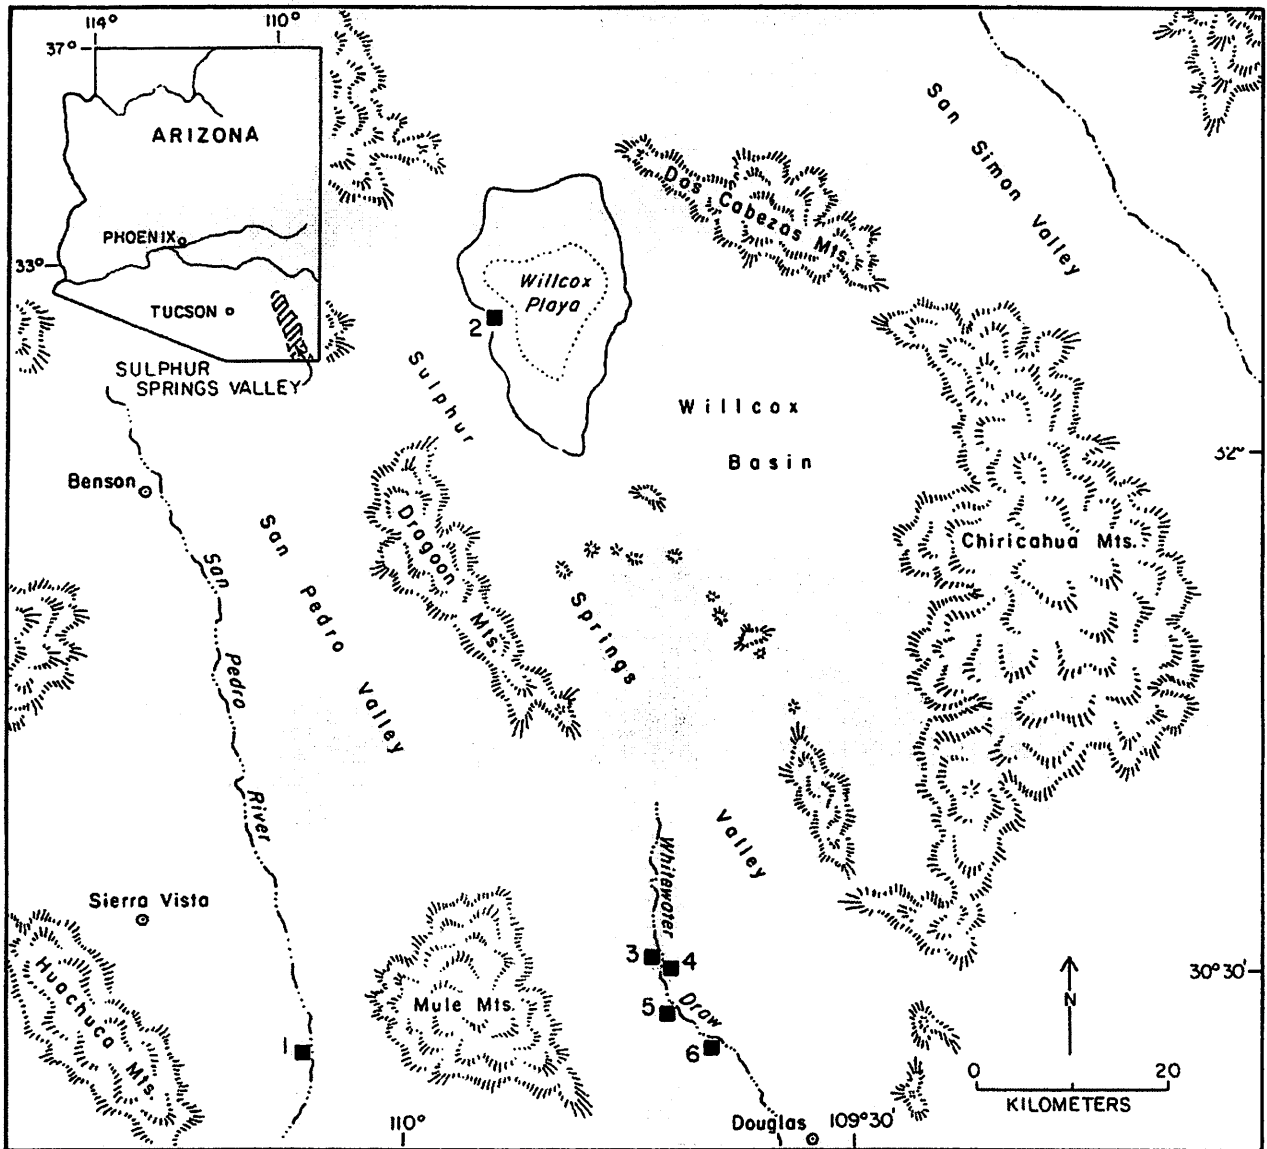 114° 110°
37°
ARIZONA
PHOENIX
33°
TUCSON
SULPHUR
SPRINGS VALLEY
San Simon Valley
Dos Cabezas Mts.
Willcox
Playa
2
Sulphur
Springs
Valley
Willcox
Basin
32°
Benson
San Pedro River
San Pedro Valley
Dragoon Mts.
Chiricahua Mts.
Whitewater
Draw
Sierra Vista
Huachuca Mts.
Mule Mts.
1
3
4
5
6
30°30'
N
0 20
KILOMETERS
110°
Douglas
109°30'